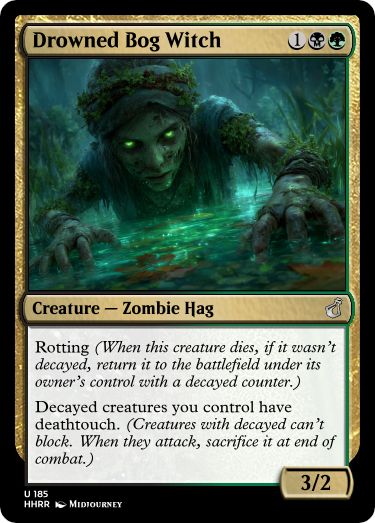 Drowned Bog Witch 1
Creature — Zombie Hag
Rotting (When this creature dies, if it wasn't
decayed, return it to the battlefield under its
owner's control with a decayed counter.)
Decayed creatures you control have
deathtouch. (Creatures with decayed can't
block. When they attack, sacrifice it at end of
combat.)
3/2
U 185
HHRR Midjourney